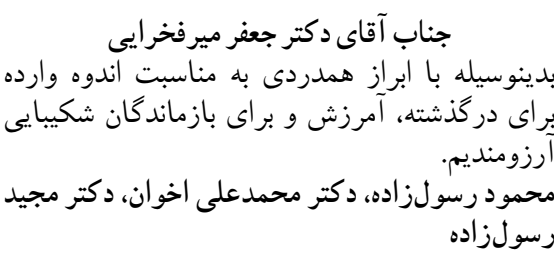 جناب آقای دکتر جعفر میرفخرایی
بدینوسیله با ابراز همدردی به مناسبت اندوه وارده
برای درگذشته، آمرزش و برای بازماندگان شکیبایی
آرزومندیم.
محمود رسول‌زاده، دکتر محمدعلی اخوان، دکتر مجید
رسول‌زاده